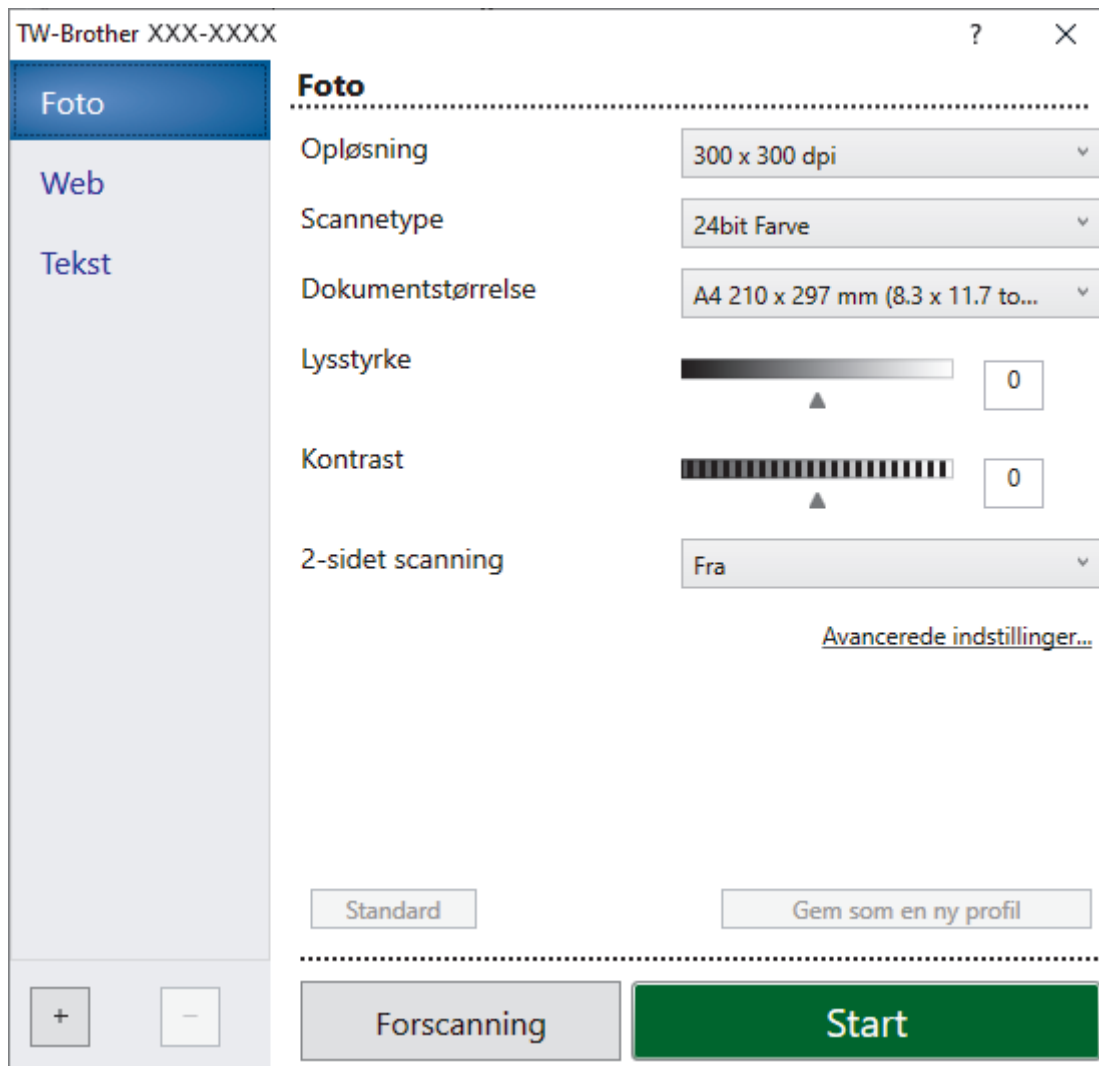 TW-Brother XXX-XXXX ? X
Foto
Web
Tekst
Foto
Opløsning 300 x 300 dpi
Scannetype 24bit Farve
Dokumentstørrelse A4 210 x 297 mm (8.3 x 11.7 to...
Lysstyrke 0
Kontrast 0
2-sidet scanning Fra
Avancerede indstillinger...
Standard Gem som en ny profil
+ −
Forscanning Start